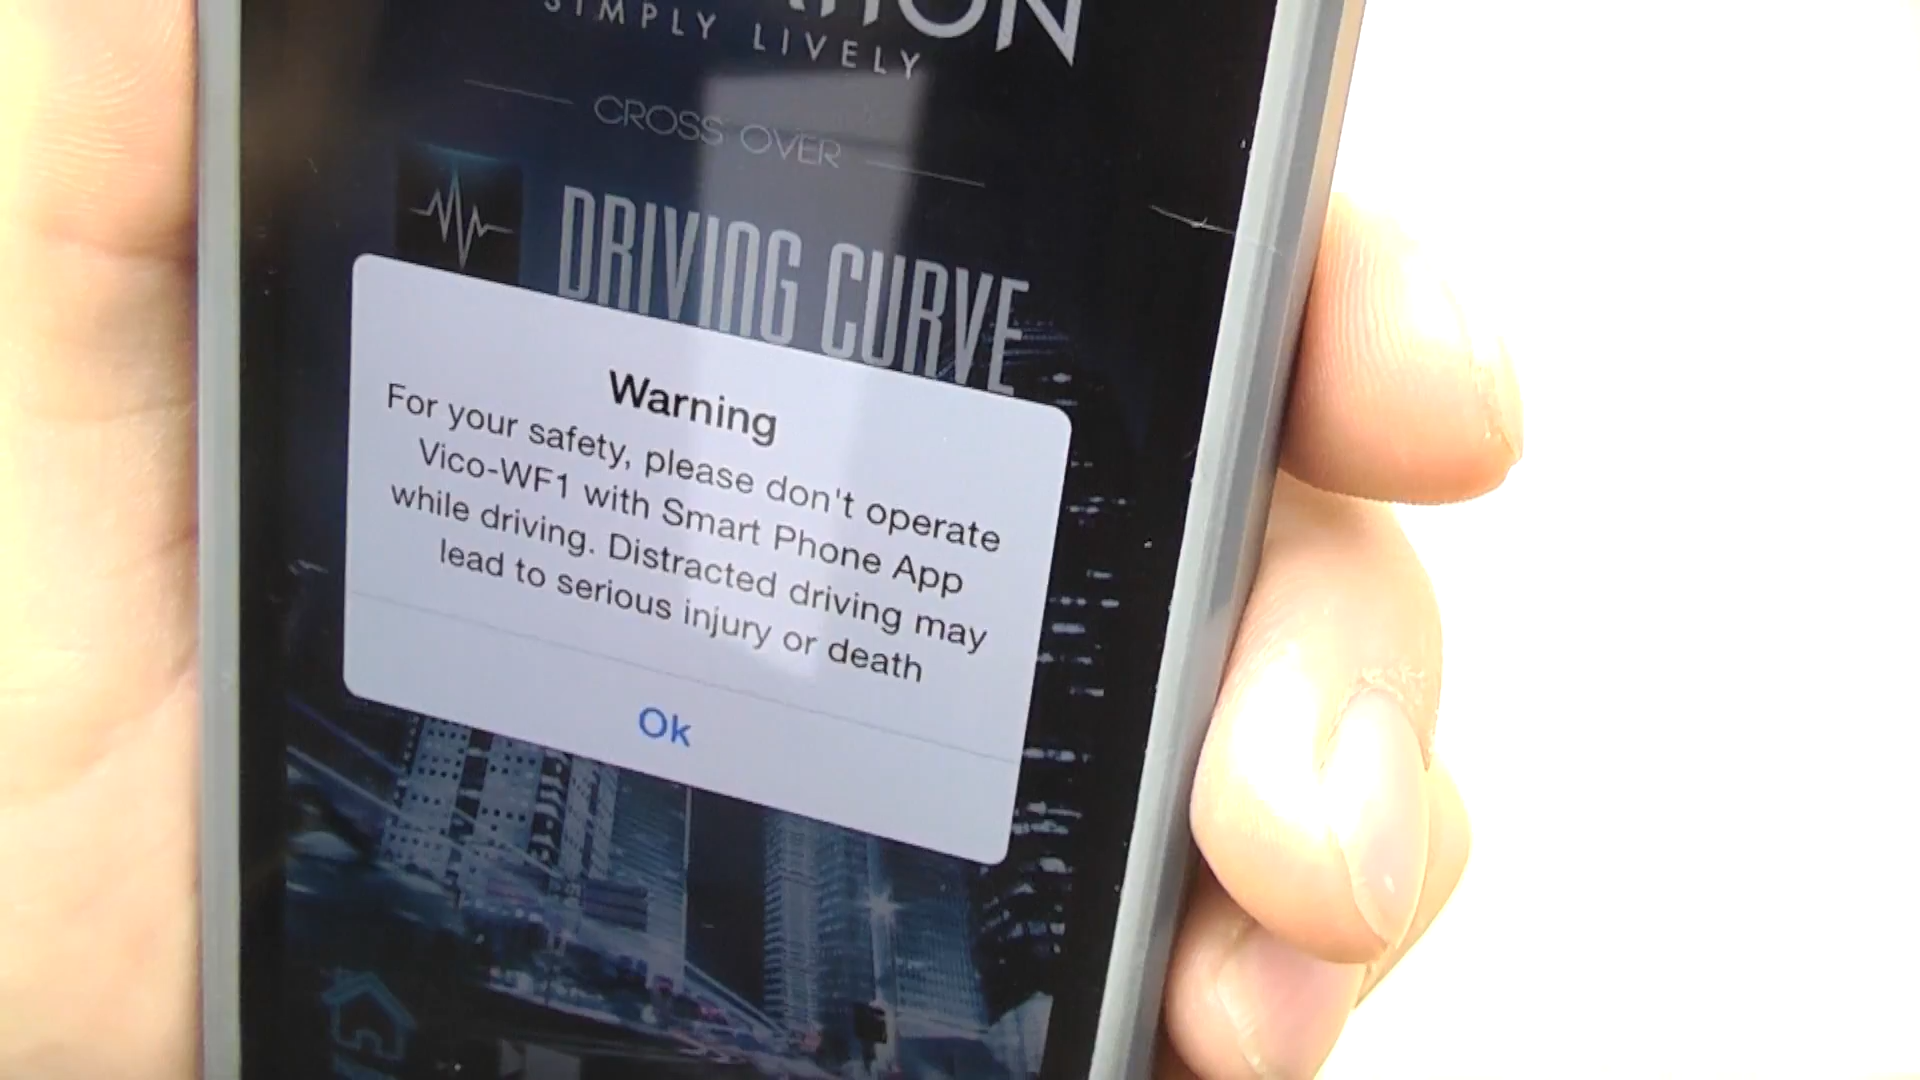 SIMPLY LIVELY
CROSS OVER
DRIVING CURVE
Warning
For your safety, please don't operate
Vico-WF1 with Smart Phone App
while driving. Distracted driving may
lead to serious injury or death
Ok